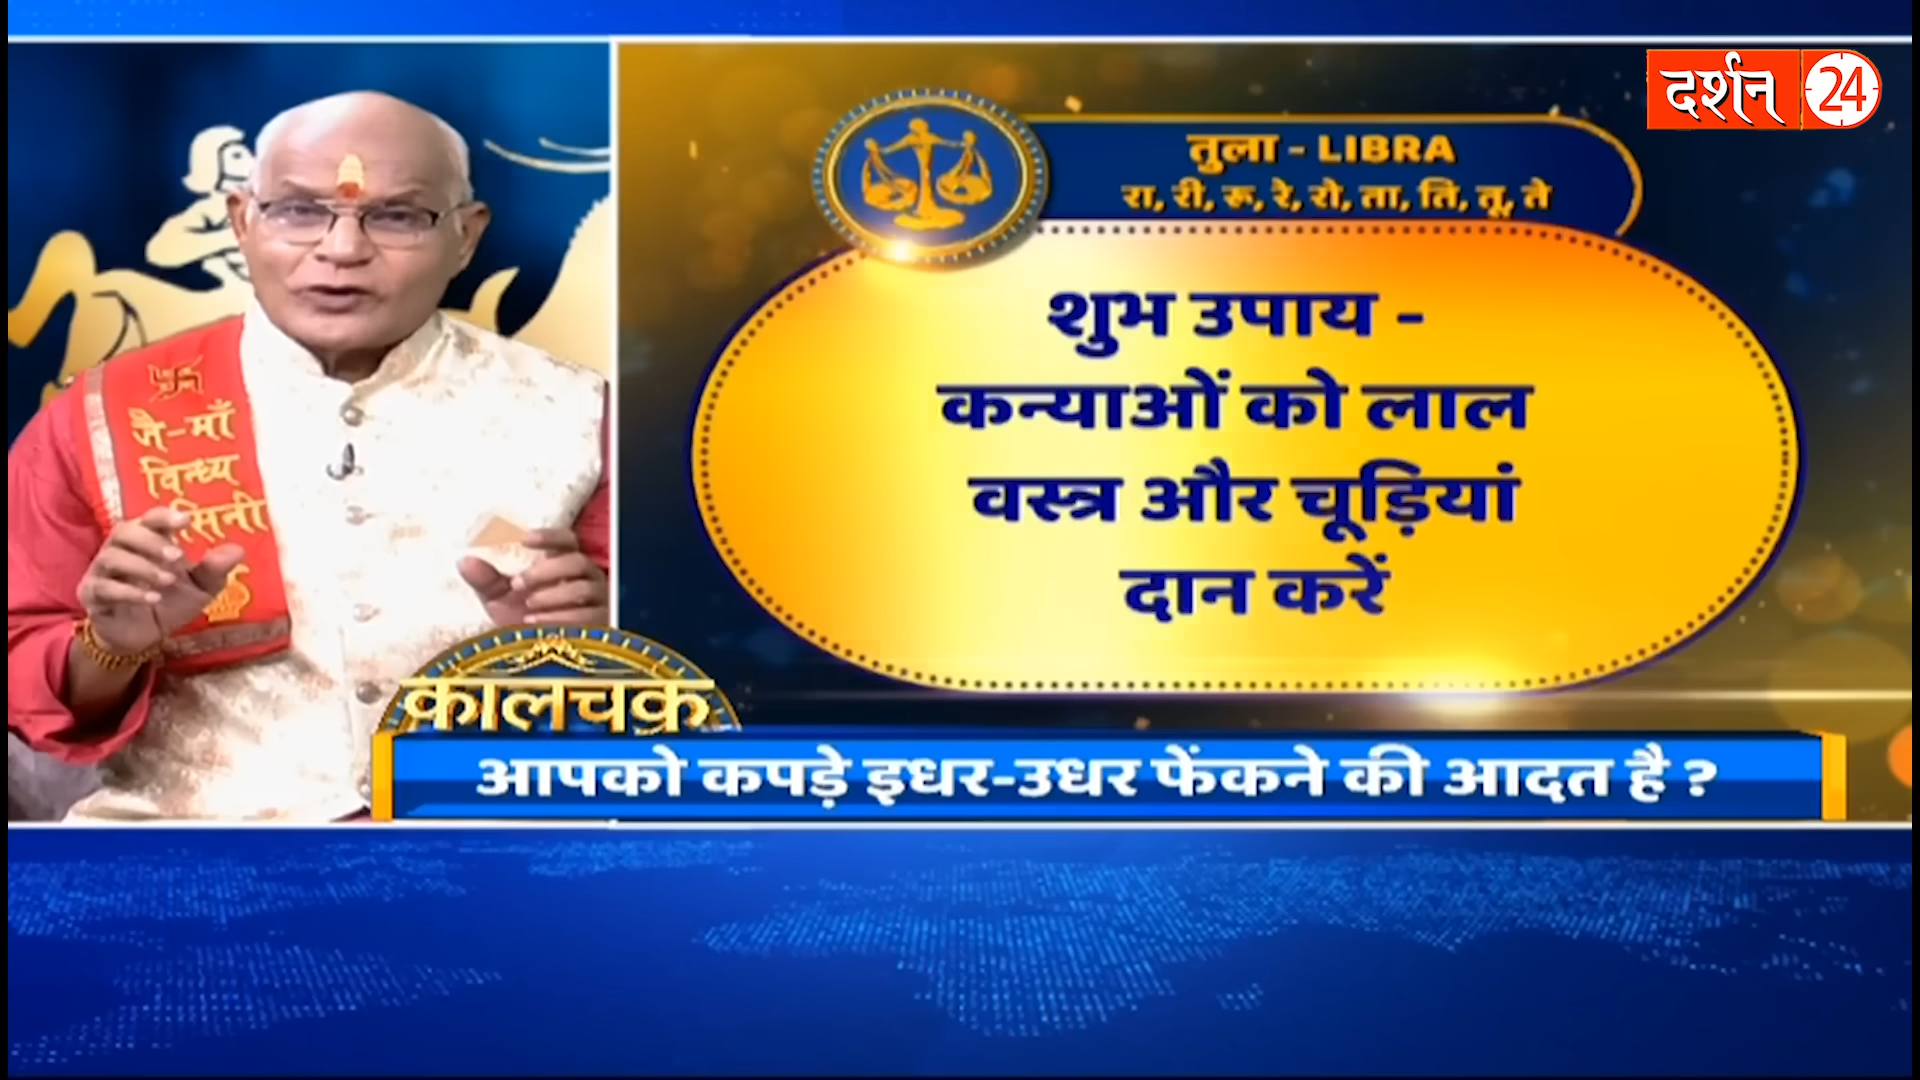 दर्शन 24
तुला - LIBRA
रा, री, रू, रे, रो, ता, ति, तू, ते
शुभ उपाय -
कन्याओं को लाल
वस्त्र और चूड़ियां
दान करें
जै-माँ
विन्ध्य
सिनी
कालचक्र
आपको कपड़े इधर-उधर फेंकने की आदत है ?